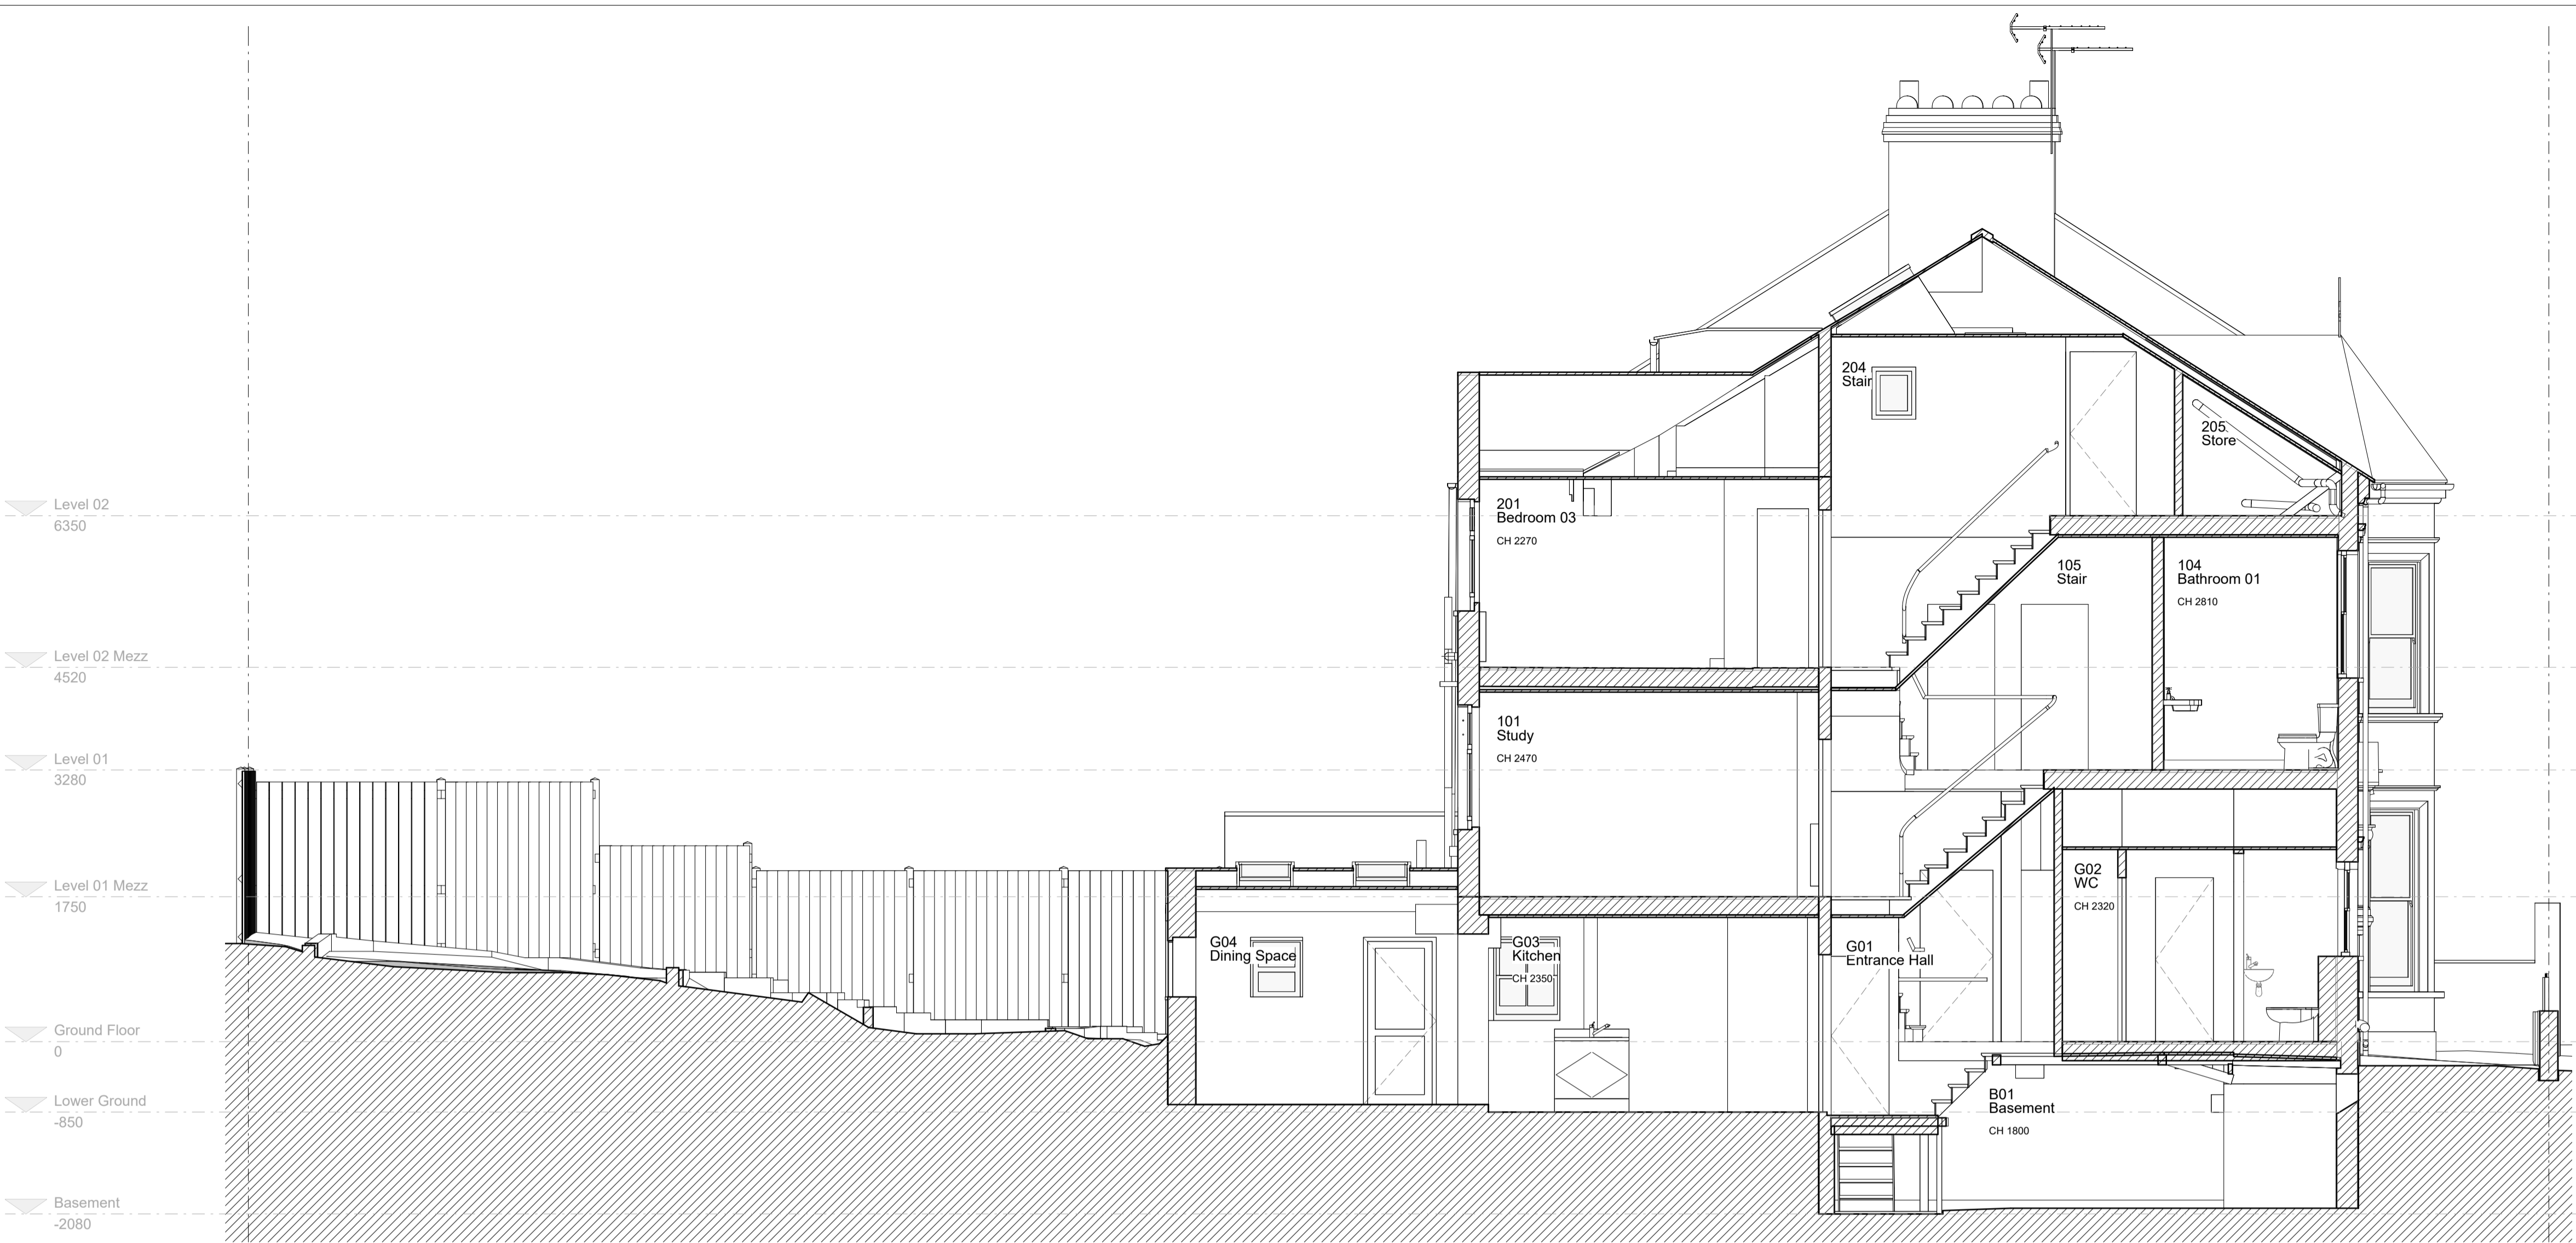 Level 02
6350
Level 02 Mezz
4520
Level 01
3280
Level 01 Mezz
1750
Ground Floor
0
Lower Ground
-850
Basement
-2080
204
Stair
205
Store
201
Bedroom 03
CH 2270
105
Stair
104
Bathroom 01
CH 2810
101
Study
CH 2470
G02
WC
CH 2320
G04
Dining Space
G03
Kitchen
CH 2350
G01
Entrance Hall
B01
Basement
CH 1800